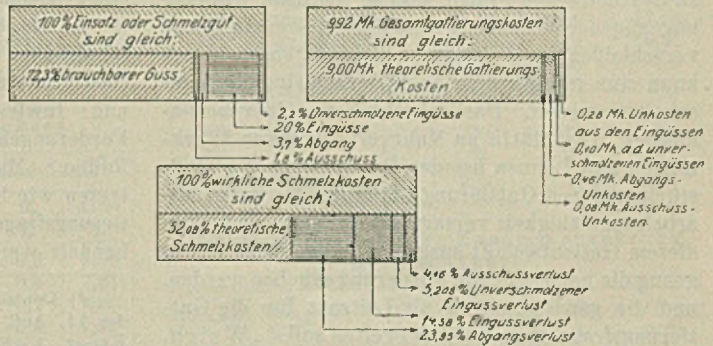 100% Einsatz oder Schmelzgut
sind gleich:
72,3% brauchbarer Guss
2,2% Unverschmolzene Eingüsse
20% Eingüsse
3,7% Abgang
1,8% Ausschuss
9,92 Mk. Gesamtgattierungskosten
sind gleich:
9,00 Mk. theoretische Gattierungs
Kosten
0,28 Mk. Unkosten
aus den Eingüssen
0,10 Mk. a.d. unver-
schmolzenen Eingüssen
0,46 Mk. Abgangs-
Unkosten
0,08 Mk. Ausschuss-
Unkosten
100% wirkliche Schmelzkosten
sind gleich;
52,08% theoretische
Schmelzkosten
4,16% Ausschussverlust
5,208% Unverschmolzener
Eingussverlust
14,58% Eingussverlust
23,95% Abgangsverlust